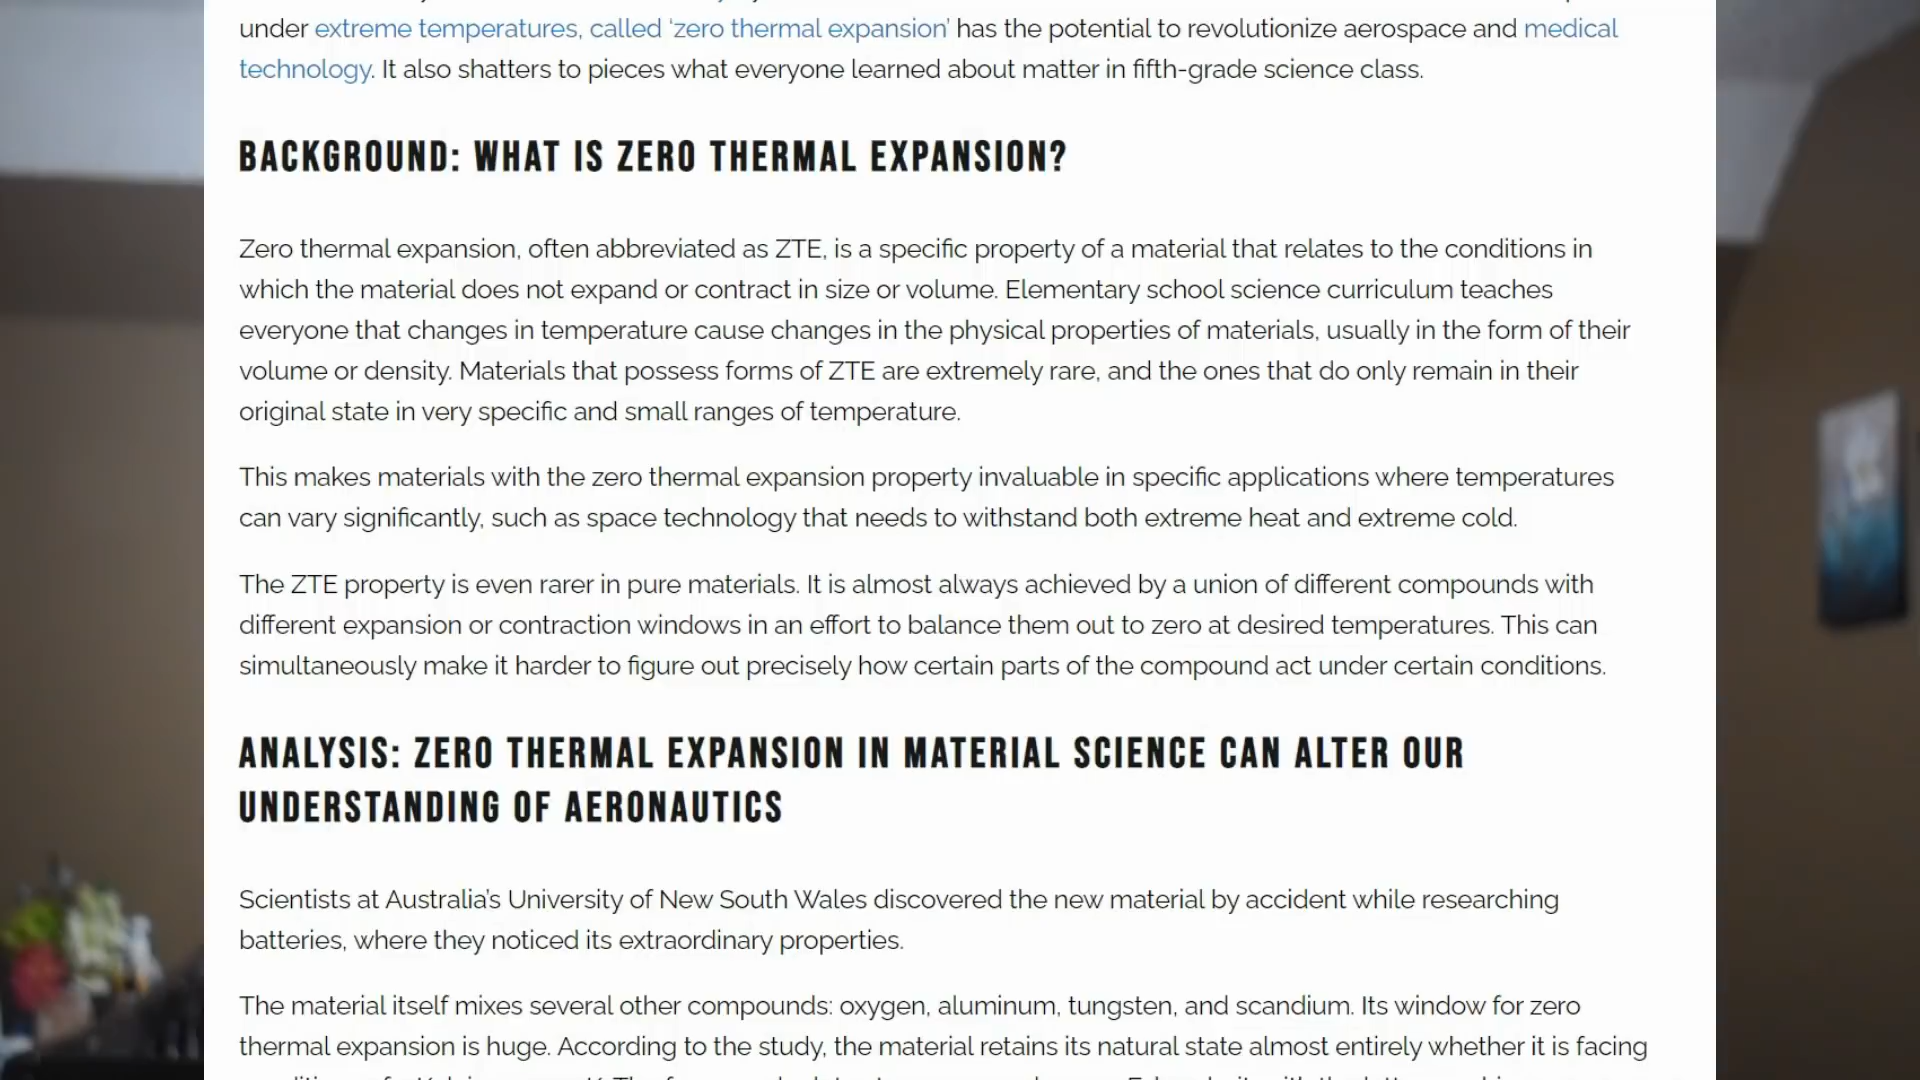 under extreme temperatures, called ‘zero thermal expansion’ has the potential to revolutionize aerospace and medical
technology. It also shatters to pieces what everyone learned about matter in fifth-grade science class.
BACKGROUND: WHAT IS ZERO THERMAL EXPANSION?
Zero thermal expansion, often abbreviated as ZTE, is a specific property of a material that relates to the conditions in
which the material does not expand or contract in size or volume. Elementary school science curriculum teaches
everyone that changes in temperature cause changes in the physical properties of materials, usually in the form of their
volume or density. Materials that possess forms of ZTE are extremely rare, and the ones that do only remain in their
original state in very specific and small ranges of temperature.
This makes materials with the zero thermal expansion property invaluable in specific applications where temperatures
can vary significantly, such as space technology that needs to withstand both extreme heat and extreme cold.
The ZTE property is even rarer in pure materials. It is almost always achieved by a union of different compounds with
different expansion or contraction windows in an effort to balance them out to zero at desired temperatures. This can
simultaneously make it harder to figure out precisely how certain parts of the compound act under certain conditions.
ANALYSIS: ZERO THERMAL EXPANSION IN MATERIAL SCIENCE CAN ALTER OUR
UNDERSTANDING OF AERONAUTICS
Scientists at Australia’s University of New South Wales discovered the new material by accident while researching
batteries, where they noticed its extraordinary properties.
The material itself mixes several other compounds: oxygen, aluminum, tungsten, and scandium. Its window for zero
thermal expansion is huge. According to the study, the material retains its natural state almost entirely whether it is facing